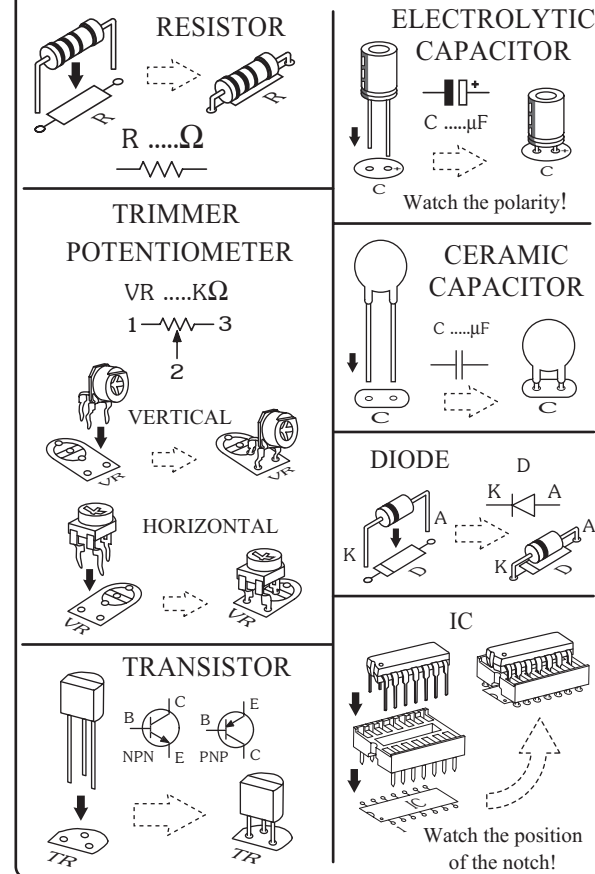 RESISTOR
R
R
R .....Ω
TRIMMER
POTENTIOMETER
VR .....KΩ
1
3
2
VERTICAL
VR
VR
HORIZONTAL
VR
VR
TRANSISTOR
C
B
NPN
E
E
B
PNP
C
TR
TR
ELECTROLYTIC
CAPACITOR
+
C .....µF
+
C
C
Watch the polarity!
CERAMIC
CAPACITOR
C .....µF
C
C
DIODE
D
K
A
A
K
D
A
K
D
IC
IC
1
Watch the position
of the notch!